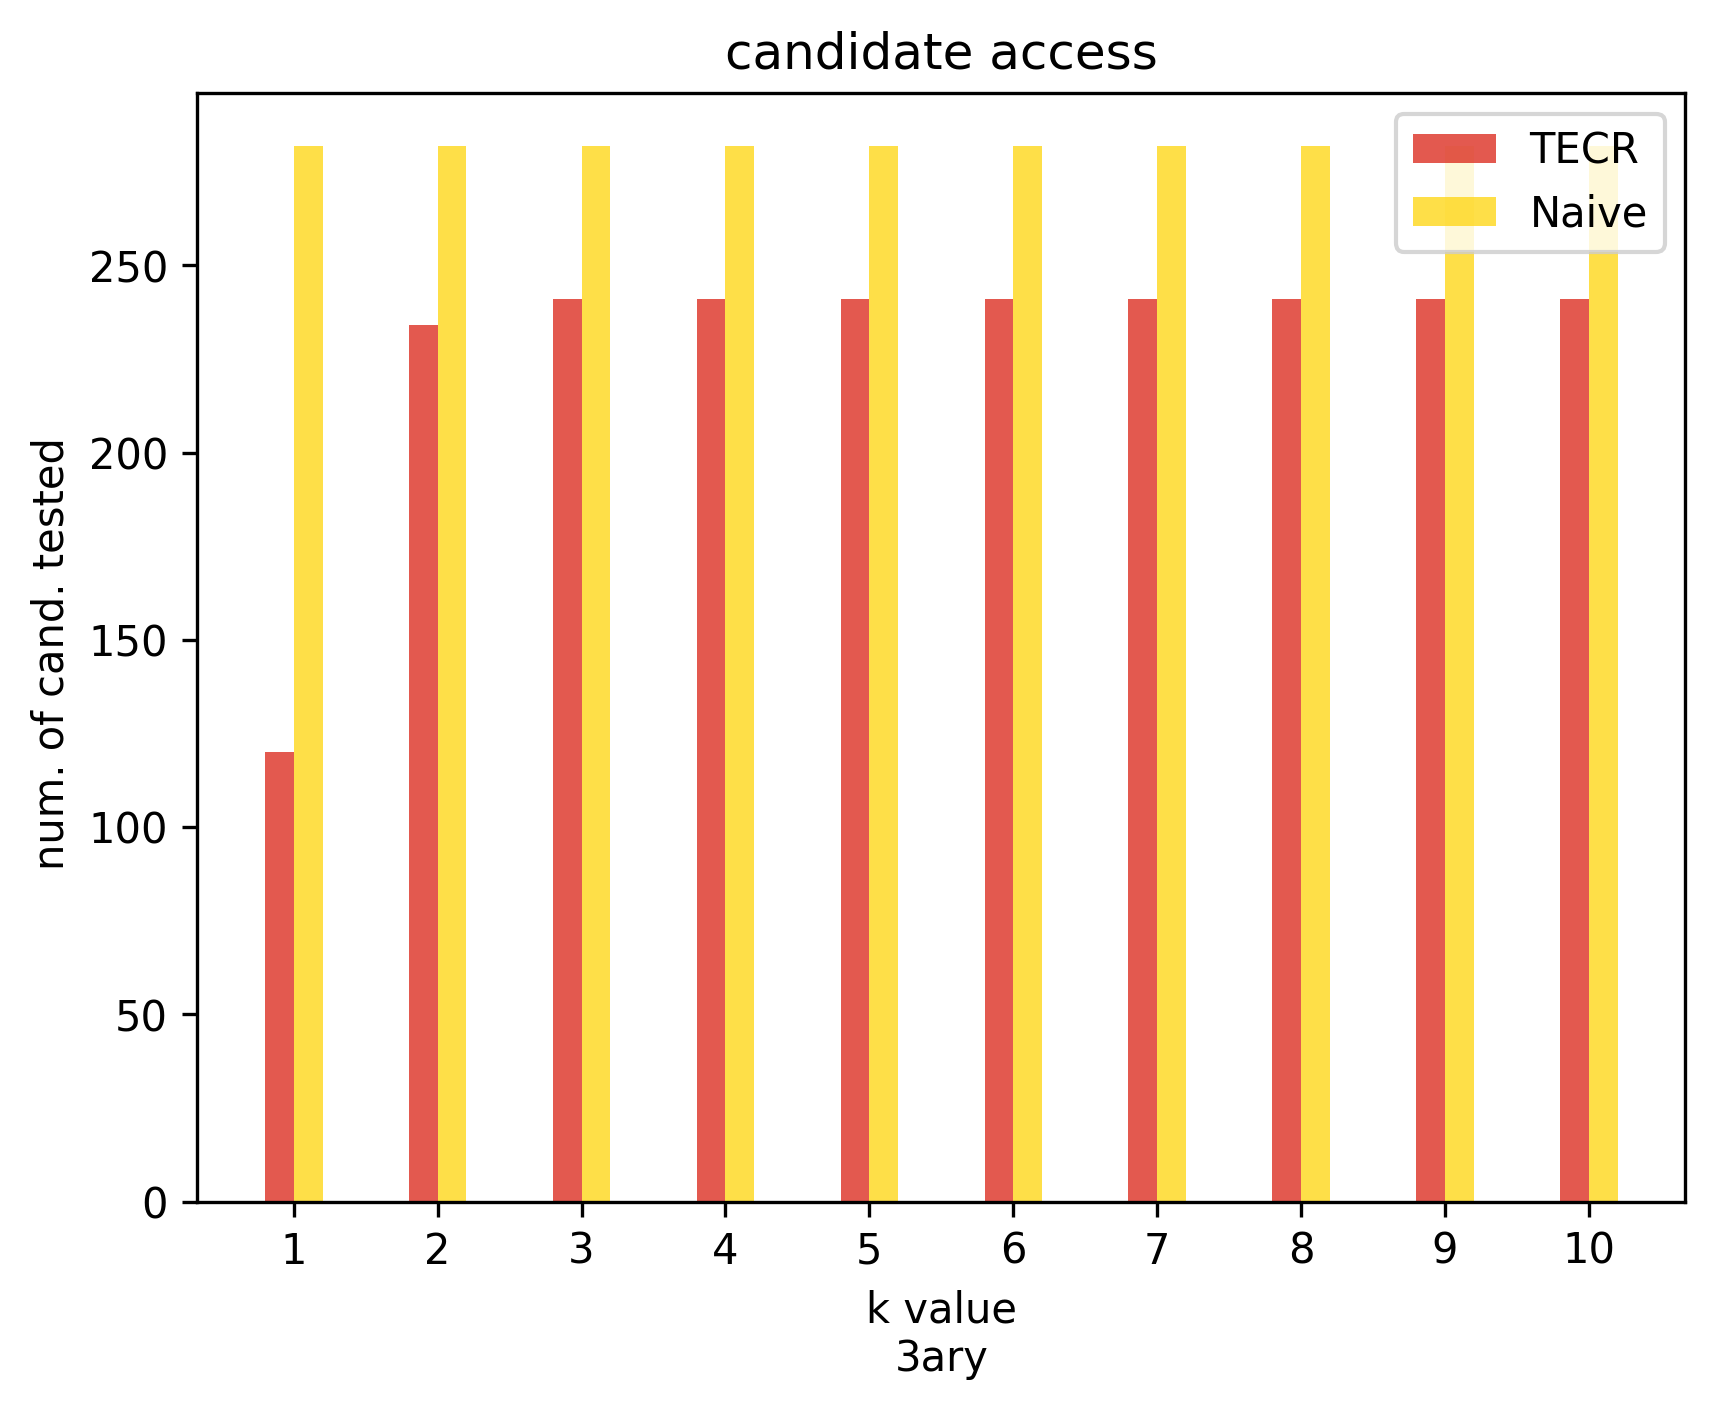 candidate access
TECR
Naive
num. of cand. tested
250
200
150
100
50
0
1 2 3 4 5 6 7 8 9 10
k value
3ary